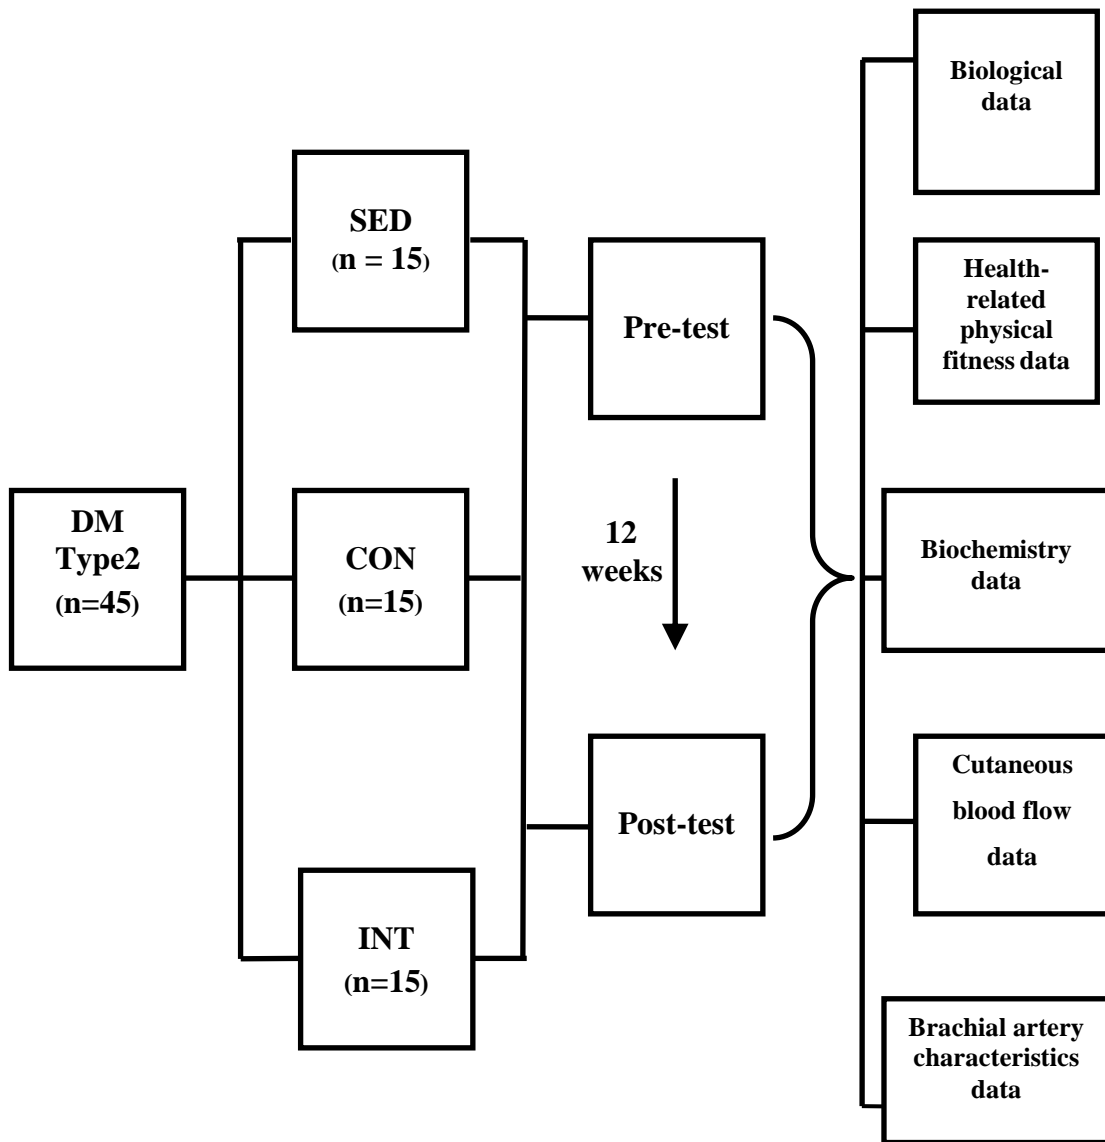 DM
Type2
(n=45)
SED
(n = 15)
CON
(n=15)
INT
(n=15)
Pre-test
12
weeks
Post-test
Biological
data
Health-
related
physical
fitness data
Biochemistry
data
Cutaneous
blood flow
data
Brachial artery
characteristics
data